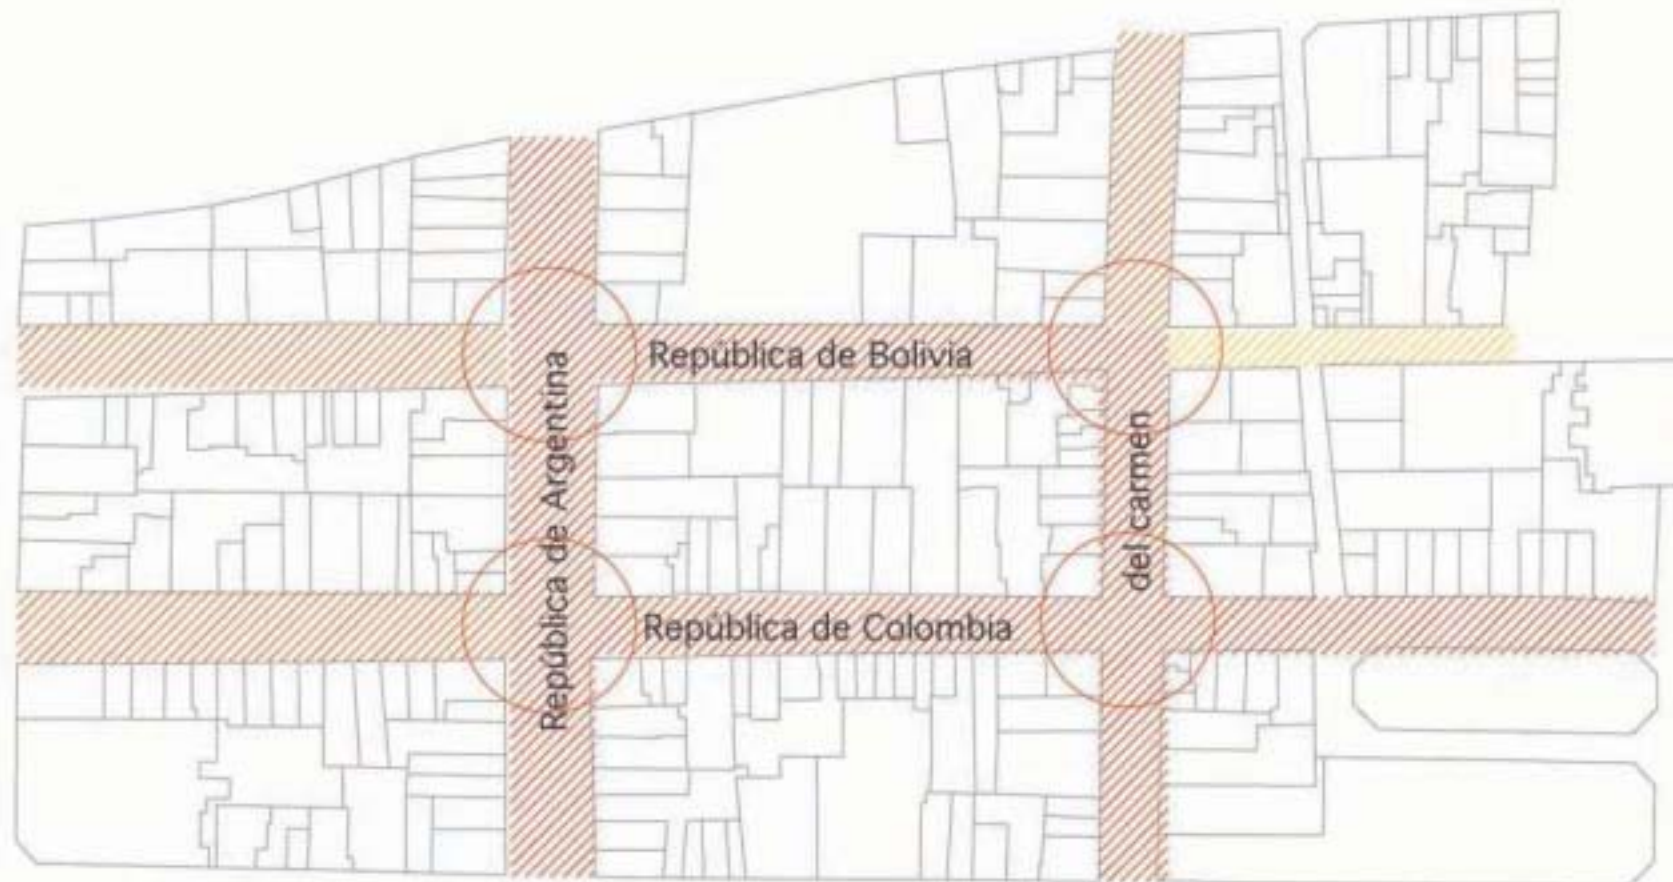 República de Bolivia
República de Argentina
del carmen
República de Colombia